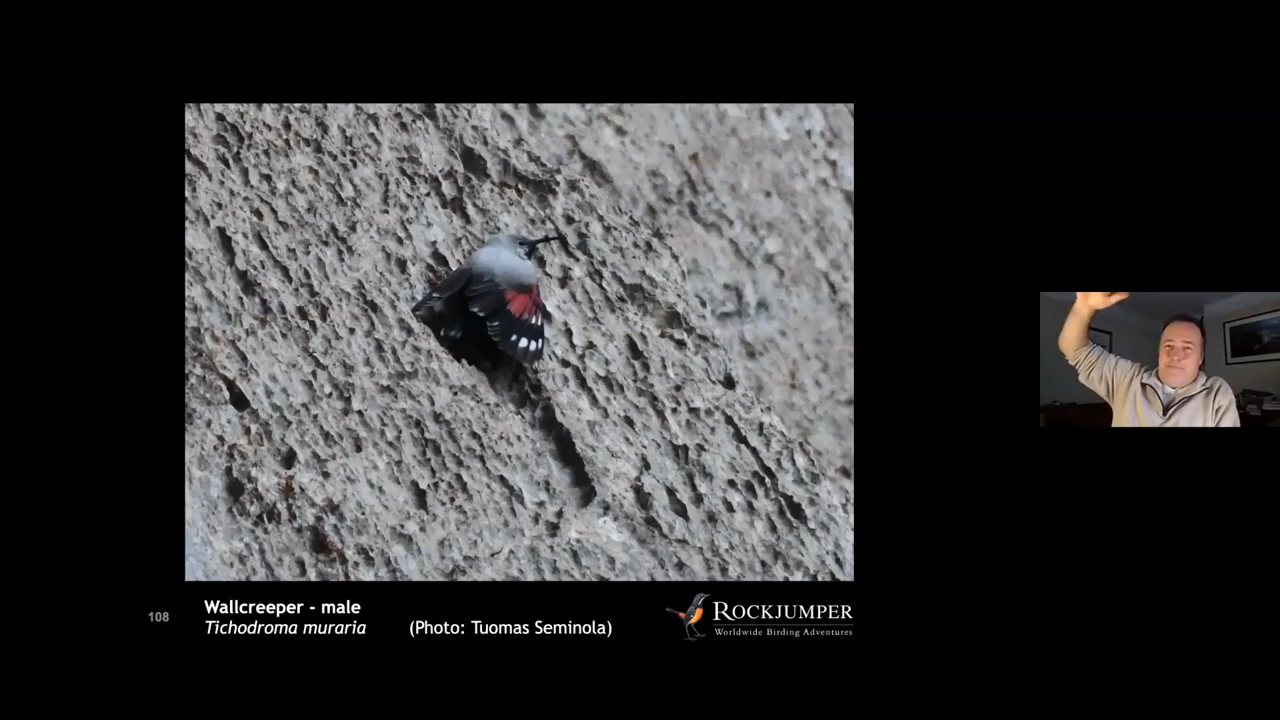 108
Wallcreeper - male
Tichodroma muraria (Photo: Tuomas Seminola)
ROCKJUMPER
Worldwide Birding Adventures